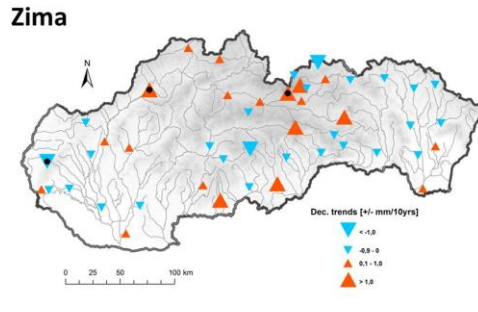 Zima
N
Dec. trends [+/- mm/10yrs]
< -1,0
-0,9 - 0
0,1 - 1,0
> 1,0
0 25 50 100 km